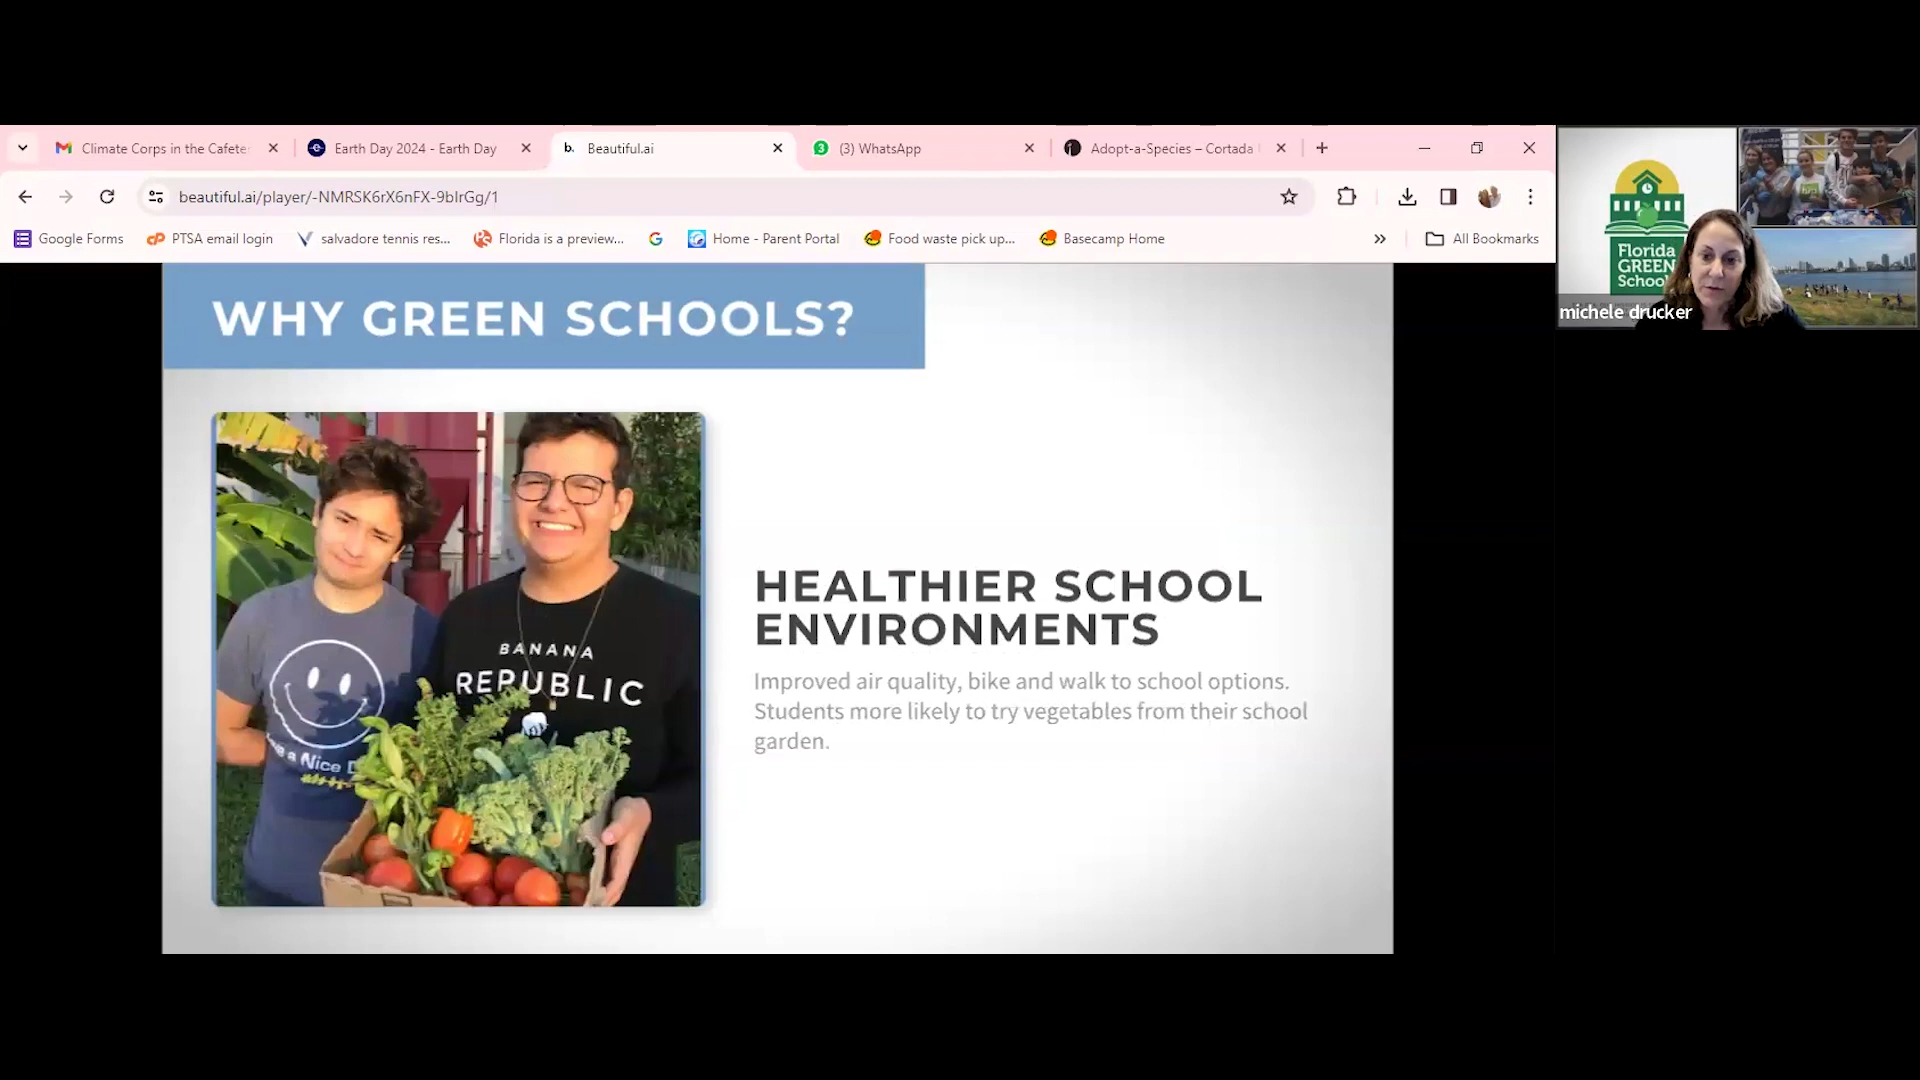 Climate Corps in the Cafete
Earth Day 2024 - Earth Day
b. Beautiful.ai
(3) WhatsApp
Adopt-a-Species – Cortada
beautiful.ai/player/-NMRSK6rX6nFX-9bIrGg/1
Google Forms
PTSA email login
salvadore tennis res...
Florida is a preview...
Home - Parent Portal
Food waste pick up...
Basecamp Home
All Bookmarks
Florida
GREEN
School
michele drucker
WHY GREEN SCHOOLS?
BANANA
REPUBLIC
a Nice D
HEALTHIER SCHOOL
ENVIRONMENTS
Improved air quality, bike and walk to school options.
Students more likely to try vegetables from their school
garden.